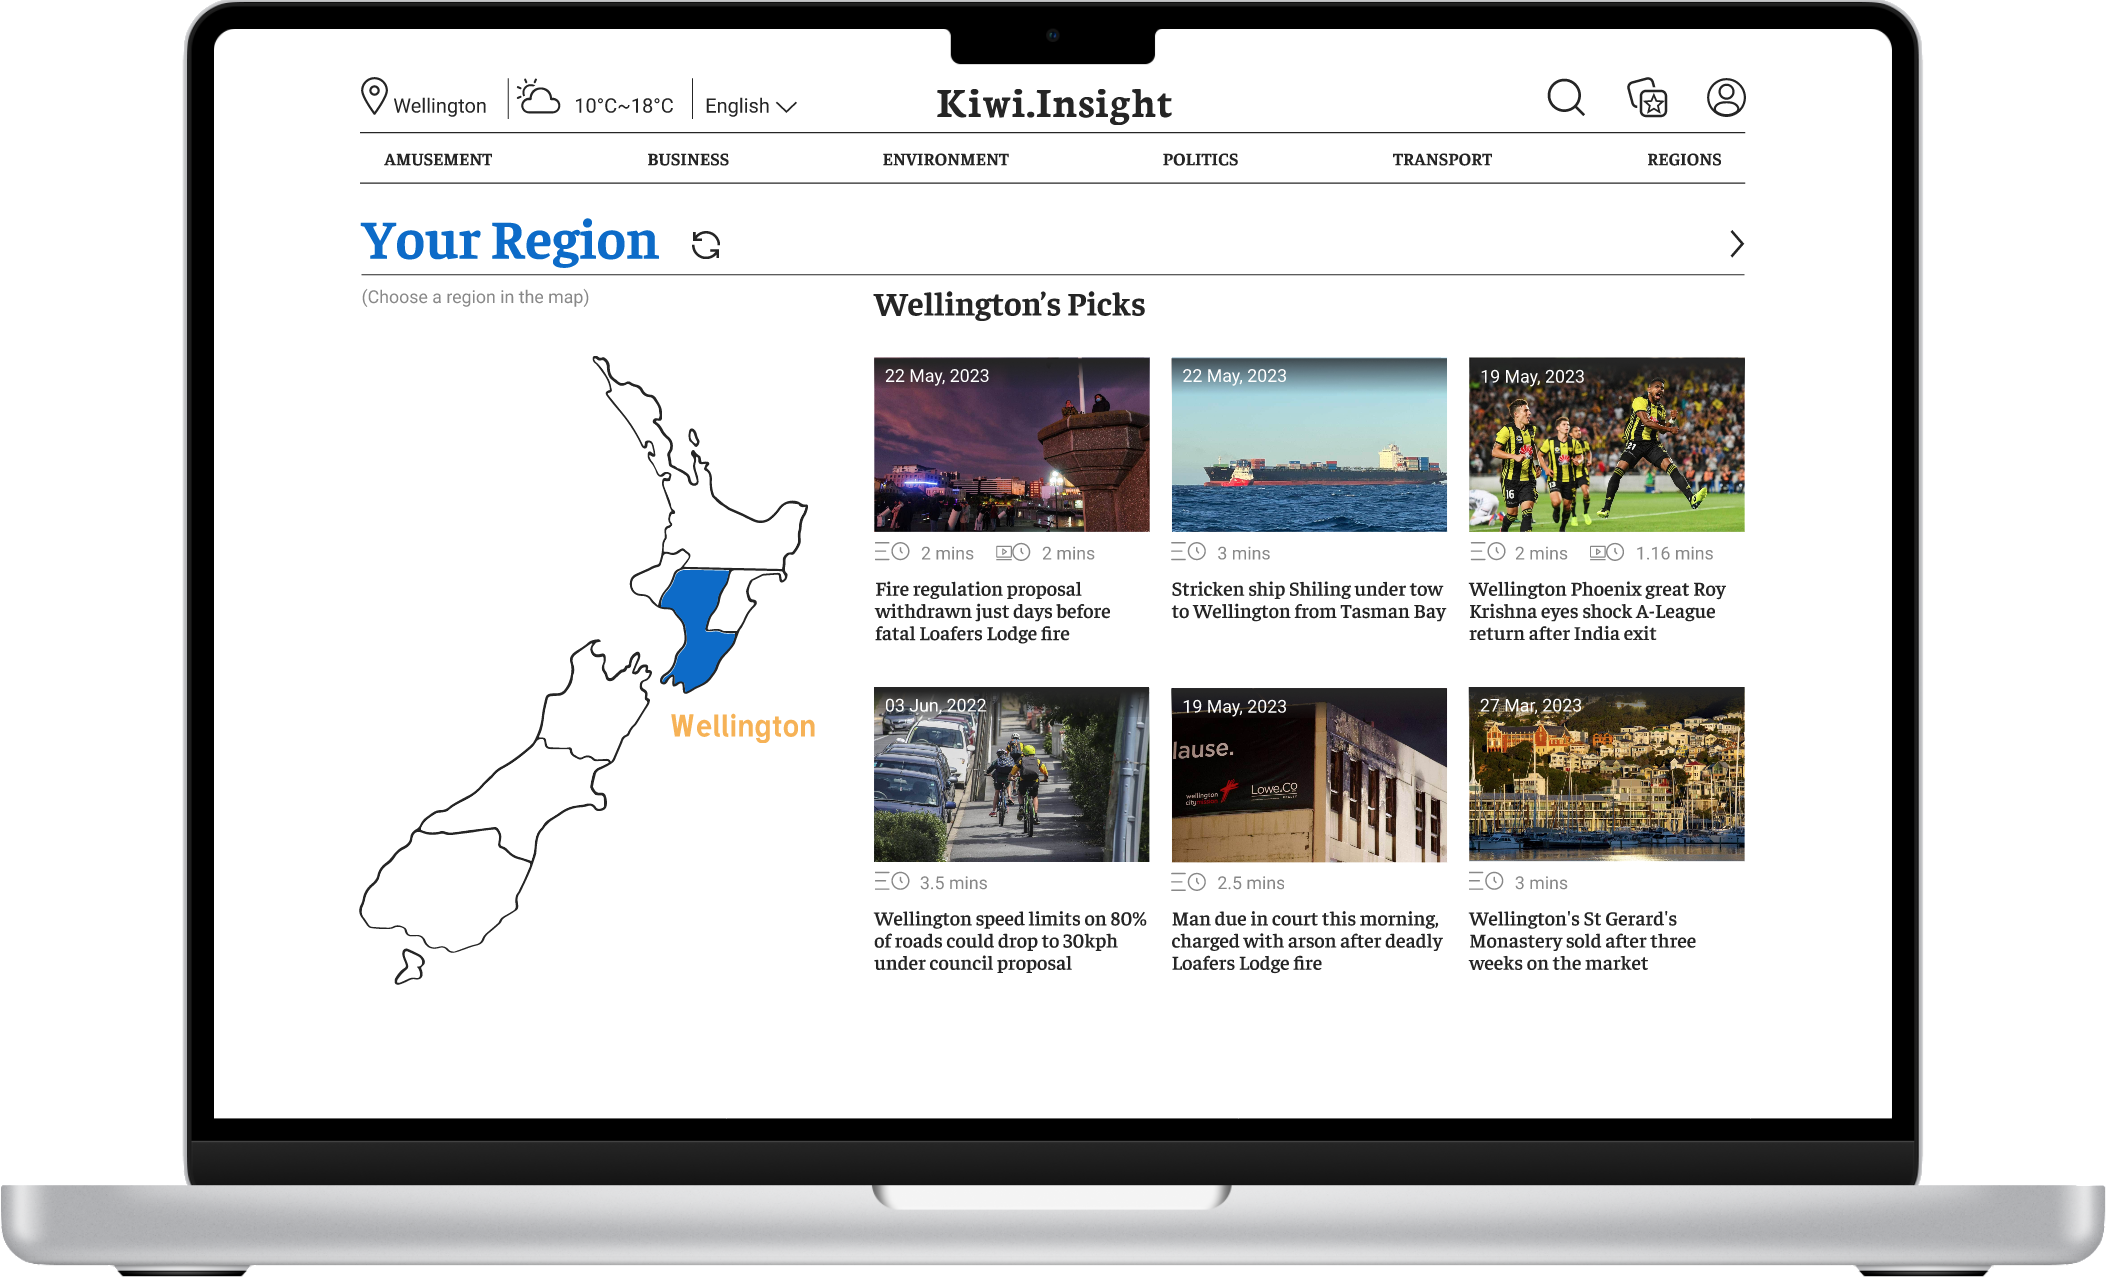 Wellington
10°C~18°C
English
Kiwi.Insight
AMUSEMENT
BUSINESS
ENVIRONMENT
POLITICS
TRANSPORT
REGIONS
Your Region
(Choose a region in the map)
Wellington
Wellington’s Picks
22 May, 2023
2 mins
2 mins
Fire regulation proposal
withdrawn just days before
fatal Loafers Lodge fire
22 May, 2023
3 mins
Stricken ship Shiling under tow
to Wellington from Tasman Bay
19 May, 2023
16
21
2 mins
1.16 mins
Wellington Phoenix great Roy
Krishna eyes shock A-League
return after India exit
03 Jun, 2022
3.5 mins
Wellington speed limits on 80%
of roads could drop to 30kph
under council proposal
19 May, 2023
lause.
wellington
citymission
Lowe.Co
2.5 mins
Man due in court this morning,
charged with arson after deadly
Loafers Lodge fire
27 Mar, 2023
3 mins
Wellington's St Gerard's
Monastery sold after three
weeks on the market